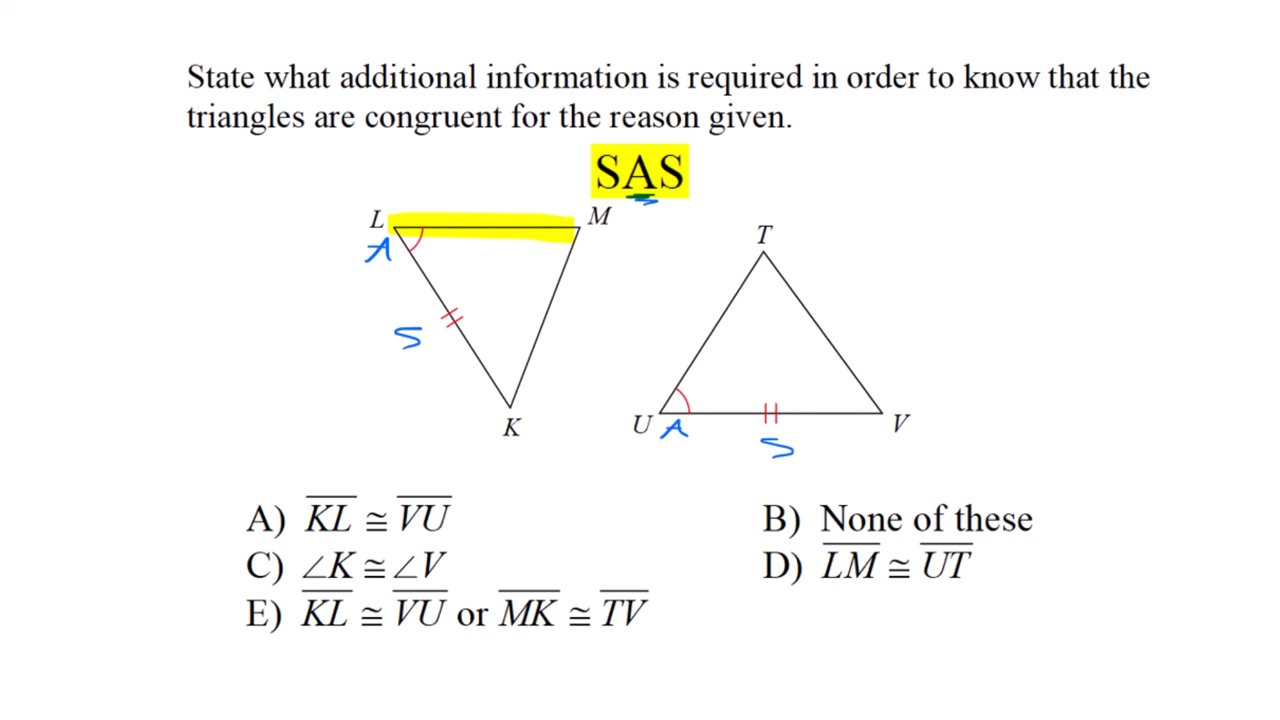 State what additional information is required in order to know that the
triangles are congruent for the reason given.
SAS
L
M
A
T
S
K
U
A
V
S
A) KL ≅ VU
B) None of these
C) ∠K ≅ ∠V
D) LM ≅ UT
E) KL ≅ VU or MK ≅ TV